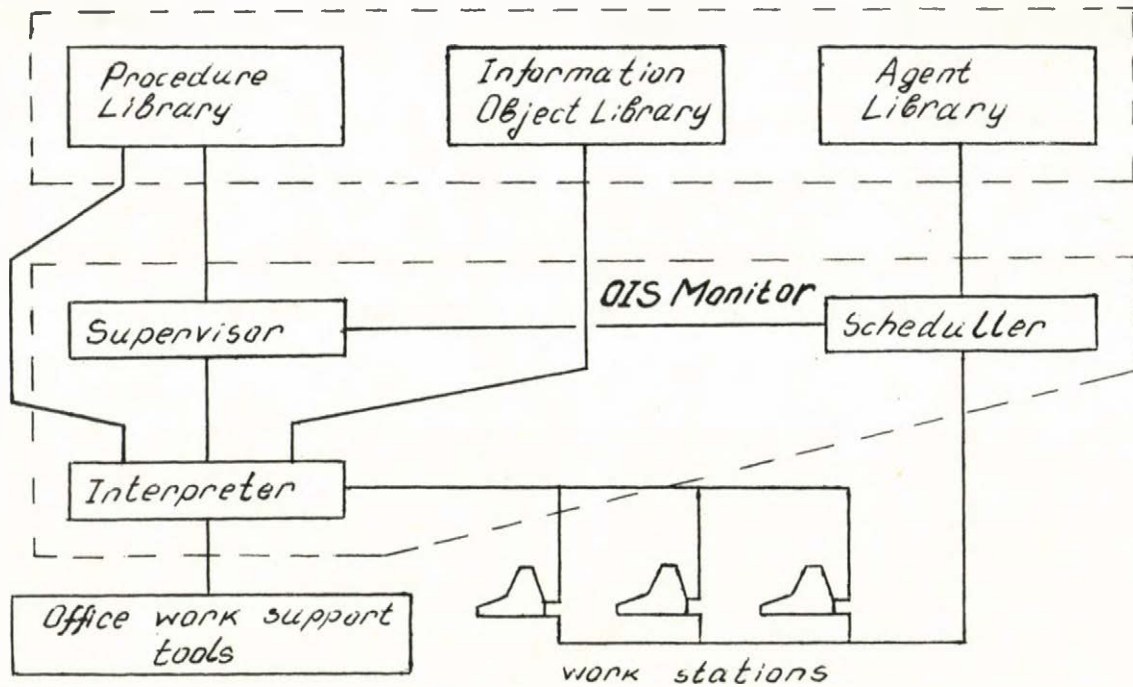 Procedure
Library
Information
Object Library
Agent
Library
OIS Monitor
Supervisor
Scheduller
Interpreter
Office work support
tools
work stations